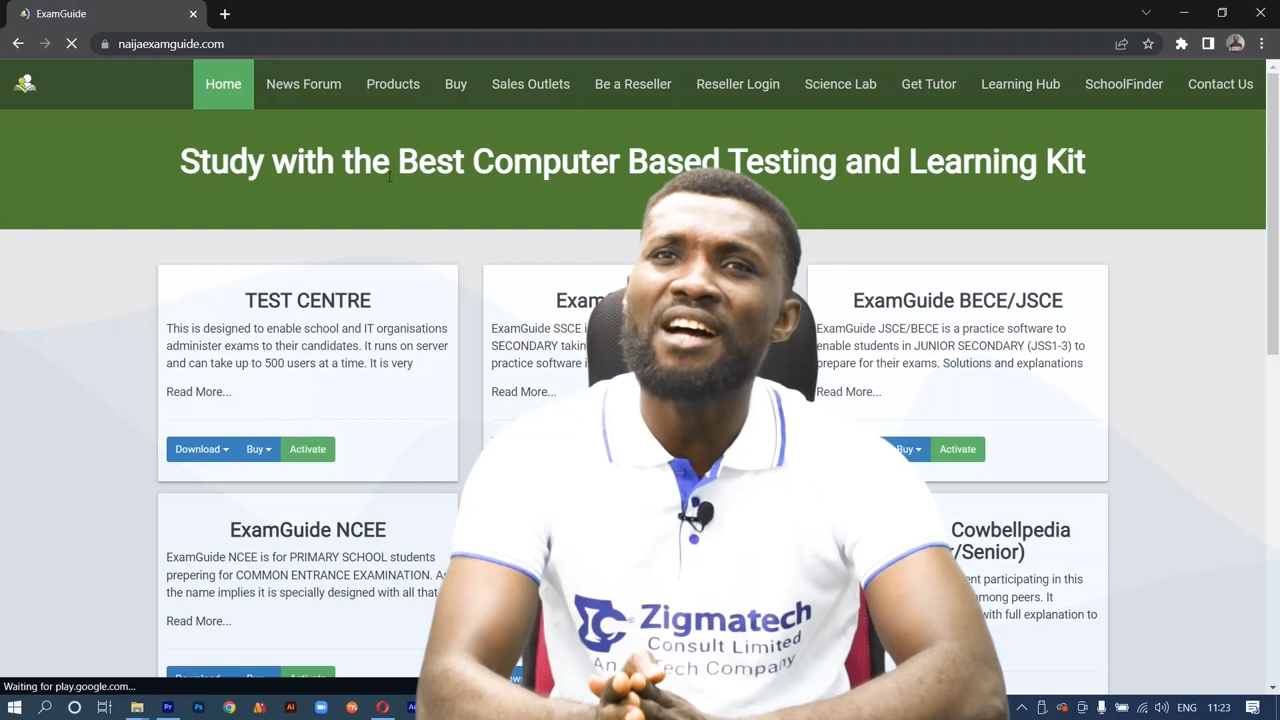 ExamGuide
naijaexamguide.com
Home News Forum Products Buy Sales Outlets Be a Reseller Reseller Login Science Lab Get Tutor Learning Hub SchoolFinder Contact Us
Study with the Best Computer Based Testing and Learning Kit
TEST CENTRE
This is designed to enable school and IT organisations
administer exams to their candidates. It runs on server
and can take up to 500 users at a time. It is very
Read More...
Download Buy Activate
ExamGuide SSCE
SECONDARY
practice software
Read More...
ExamGuide BECE/JSCE
ExamGuide JSCE/BECE is a practice software to
enable students in JUNIOR SECONDARY (JSS1-3) to
prepare for their exams. Solutions and explanations
Read More...
Buy Activate
ExamGuide NCEE
ExamGuide NCEE is for PRIMARY SCHOOL students
preparing for COMMON ENTRANCE EXAMINATION. As
the name implies it is specially designed with all that
Read More...
Download Buy Activate
Cowbellpedia
participating in this
among peers. It
with full explanation to
Zigmatech
Consult Limited
An Tech Company
Waiting for play.google.com...
ENG 11:23